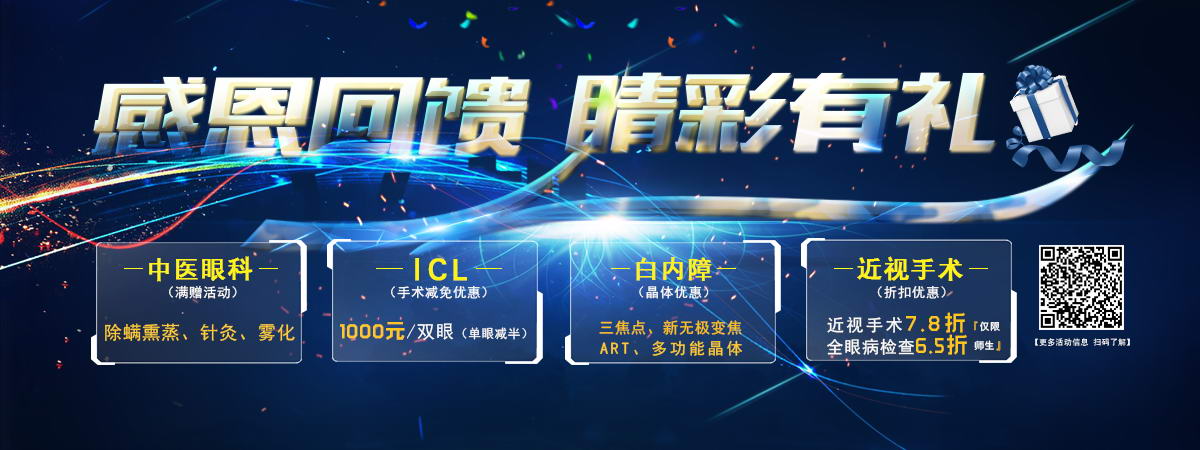 感恩回馈 睛彩有礼
中医眼科
（满赠活动）
除螨熏蒸、针灸、雾化
ICL
（手术减免优惠）
1000元/双眼（单眼减半）
白内障
（晶体优惠）
三焦点，新无极变焦
ART、多功能晶体
近视手术
（折扣优惠）
近视手术7.8折『仅限
全眼病检查6.5折 师生』
【更多活动信息 扫码了解】